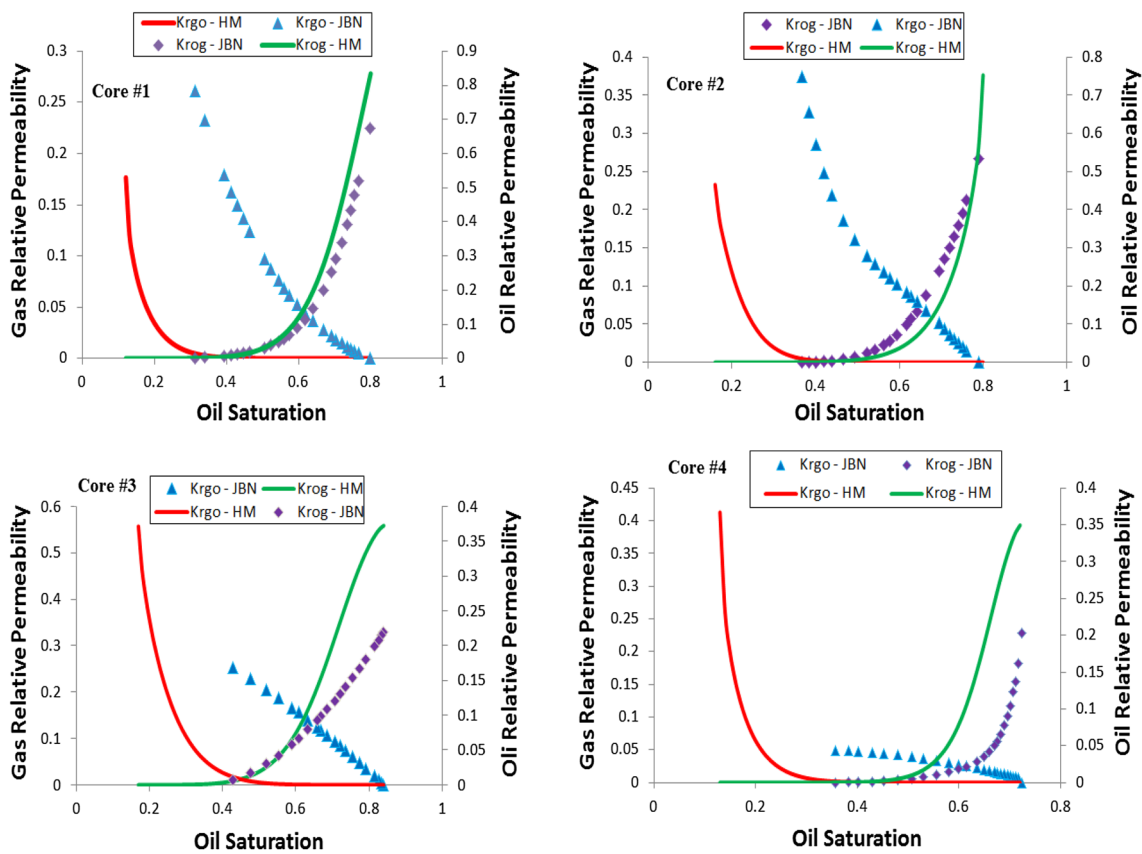 Krgo - HM Krgo - JBN
Krog - JBN Krog - HM
Core #1
Gas Relative Permeability
0.3
0.25
0.2
0.15
0.1
0.05
0
0.9
0.8
0.7
0.6
0.5
0.4
0.3
0.2
0.1
0
Oil Relative Permeability
0 0.2 0.4 0.6 0.8 1
Oil Saturation
Krog - JBN Krgo - JBN
Krgo - HM Krog - HM
Core #2
Gas Relative Permeability
0.4
0.35
0.3
0.25
0.2
0.15
0.1
0.05
0
0.8
0.7
0.6
0.5
0.4
0.3
0.2
0.1
0
Oil Relative Permeability
0 0.2 0.4 0.6 0.8 1
Oil Saturation
Core #3
Krgo - JBN Krog - HM
Krgo - HM Krog - JBN
Gas Relative Permeability
0.6
0.5
0.4
0.3
0.2
0.1
0
0.4
0.35
0.3
0.25
0.2
0.15
0.1
0.05
0
Oli Relative Permeability
0 0.2 0.4 0.6 0.8 1
Oil Saturation
Core #4
Krgo - JBN Krog - JBN
Krgo - HM Krog - HM
Gas Relative Permeability
0.45
0.4
0.35
0.3
0.25
0.2
0.15
0.1
0.05
0
0.4
0.35
0.3
0.25
0.2
0.15
0.1
0.05
0
Oil Relative Permeability
0 0.2 0.4 0.6 0.8
Oil Saturation